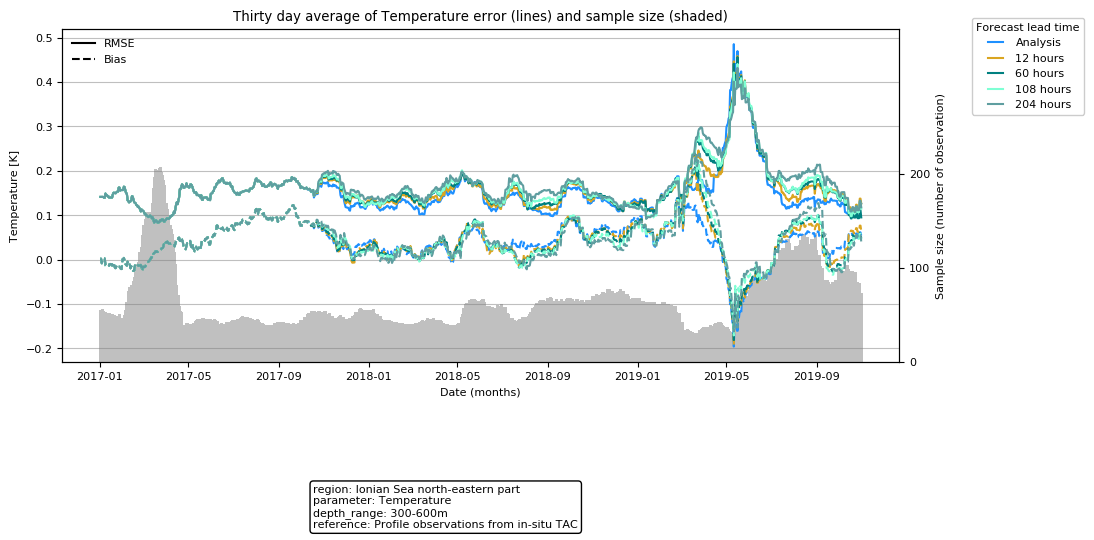 Thirty day average of Temperature error (lines) and sample size (shaded)
Forecast lead time
Analysis
12 hours
60 hours
108 hours
204 hours
RMSE
Bias
0.5
0.4
0.3
0.2
0.1
0.0
−0.1
−0.2
Temperature [K]
200
100
0
Sample size (number of observation)
2017-01 2017-05 2017-09 2018-01 2018-05 2018-09 2019-01 2019-05 2019-09
Date (months)
region: Ionian Sea north-eastern part
parameter: Temperature
depth_range: 300-600m
reference: Profile observations from in-situ TAC